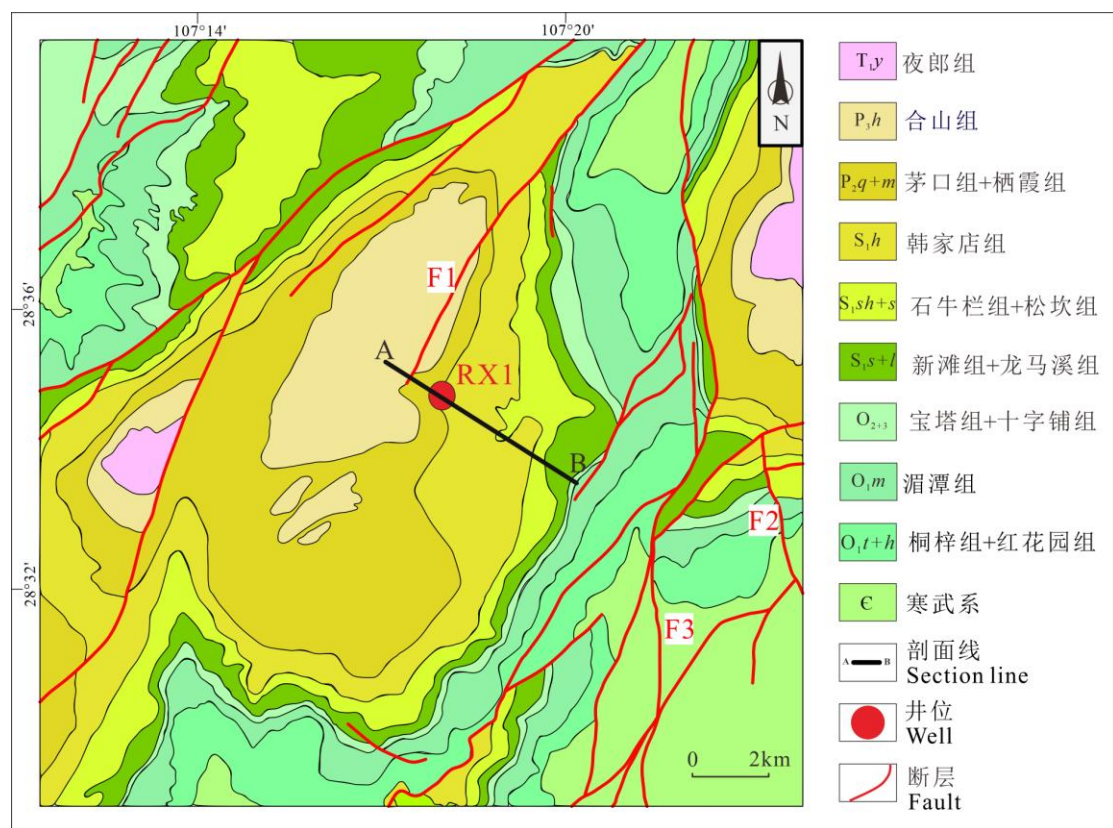 107°14′ 107°20′
28°36′
28°32′
N
F1
A
RX1
B
F2
F3
0 2km
T₁y 夜郎组
P₃h 合山组
P₂q+m 茅口组+栖霞组
S₁h 韩家店组
S₁sh+s 石牛栏组+松坎组
S₁s+l 新滩组+龙马溪组
O₂₊₃ 宝塔组+十字铺组
O₁m 湄潭组
O₁t+h 桐梓组+红花园组
Є 寒武系
A B 剖面线
Section line
井位
Well
断层
Fault